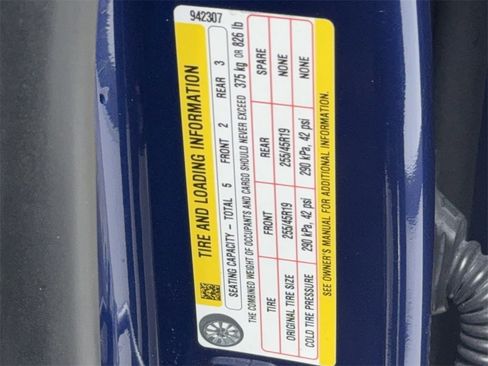 942307
TIRE AND LOADING INFORMATION
SEATING CAPACITY - TOTAL 5 FRONT 2 REAR 3
THE COMBINED WEIGHT OF OCCUPANTS AND CARGO SHOULD NEVER EXCEED 375 kg OR 826 lb
TIRE FRONT REAR SPARE
ORIGINAL TIRE SIZE 255/45R19 255/45R19 NONE
COLD TIRE PRESSURE 290 kPa, 42 psi 290 kPa, 42 psi NONE
SEE OWNER'S MANUAL FOR ADDITIONAL INFORMATION.